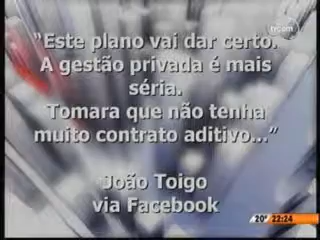 tvcom
“Este plano vai dar certo.
A gestão privada é mais
séria.
Tomara que não tenha
muito contrato aditivo...”
João Toigo
via Facebook
20° 22:24